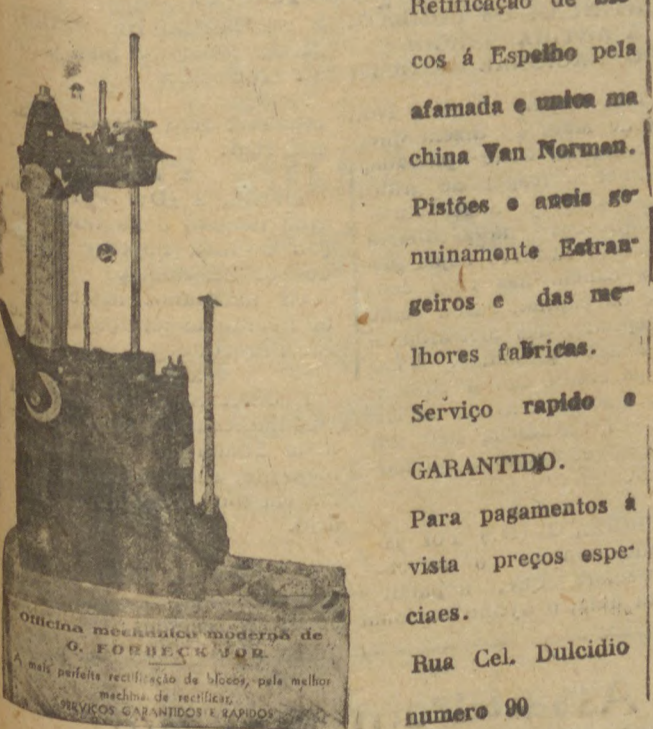 Retificação de
cos á Espelho pela
afamada e unica ma
china Van Norman.
Pistões e aneis ge-
nuinamente Estran-
geiros e das me-
lhores fabricas.
Serviço rapido e
GARANTIDO.
Para pagamentos á
vista preços espe-
ciaes.
Rua Cel. Dulcidio
numero 90
Officina mechanica moderna de
G. FORBECK JOR.
A mais perfeita rectificação de blocos, pela melhor
machina de rectificar,
SERVIÇOS GARANTIDOS E RAPIDOS